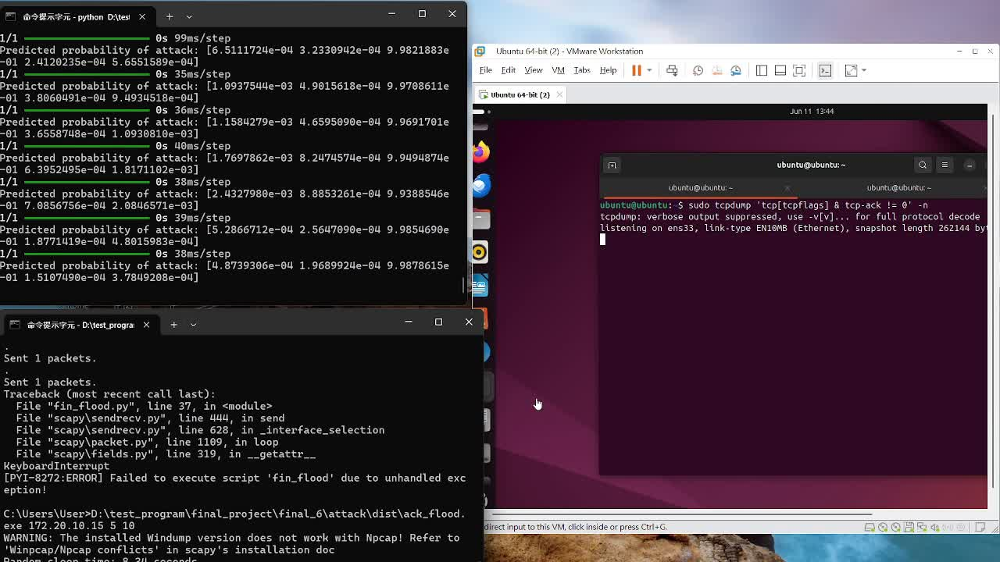 命令提示字元 - python D:\test
1/1 0s 99ms/step
Predicted probability of attack: [6.5111724e-04 3.2330942e-04 9.9821883e
-01 2.4120235e-04 5.6551589e-04]
1/1 0s 35ms/step
Predicted probability of attack: [1.0937544e-03 4.9015618e-04 9.9708611e
-01 3.8060491e-04 9.4934518e-04]
1/1 0s 36ms/step
Predicted probability of attack: [1.1584279e-03 4.6595090e-04 9.9691701e
-01 3.6558748e-04 1.0930810e-03]
1/1 0s 40ms/step
Predicted probability of attack: [1.7697862e-03 8.2474574e-04 9.9494874e
-01 6.3952495e-04 1.8171102e-03]
1/1 0s 38ms/step
Predicted probability of attack: [2.4327980e-03 8.8853261e-04 9.9388546e
-01 7.0856756e-04 2.0846571e-03]
1/1 0s 39ms/step
Predicted probability of attack: [5.2866712e-04 2.5647090e-04 9.9854690e
-01 1.8771419e-04 4.8015983e-04]
1/1 0s 38ms/step
Predicted probability of attack: [4.8739306e-04 1.9689924e-04 9.9878615e
-01 1.5107490e-04 3.7849208e-04]
命令提示字元 - D:\test_progra
.
Sent 1 packets.
.
Sent 1 packets.
Traceback (most recent call last):
File "fin_flood.py", line 37, in <module>
File "scapy\sendrecv.py", line 444, in send
File "scapy\sendrecv.py", line 628, in _interface_selection
File "scapy\packet.py", line 1109, in loop
File "scapy\fields.py", line 319, in __getattr__
KeyboardInterrupt
[PYI-8272:ERROR] Failed to execute script 'fin_flood' due to unhandled exc
eption!
C:\Users\User>D:\test_program\final_project\final_6\attack\dist\ack_flood.
exe 172.20.10.15 5 10
WARNING: The installed Windump version does not work with Npcap! Refer to
'Winpcap/Npcap conflicts' in scapy's installation doc
Random sleep time: 8.34 seconds
Ubuntu 64-bit (2) - VMware Workstation
File Edit View VM Tabs Help
Ubuntu 64-bit (2)
Jun 11 13:44
ubuntu@ubuntu: ~
ubuntu@ubuntu: ~ ubuntu@ubuntu: ~
ubuntu@ubuntu:~$ sudo tcpdump 'tcp[tcpflags] & tcp-ack != 0' -n
tcpdump: verbose output suppressed, use -v[v]... for full protocol decode
listening on ens33, link-type EN10MB (Ethernet), snapshot length 262144 byt
direct input to this VM, click inside or press Ctrl+G.